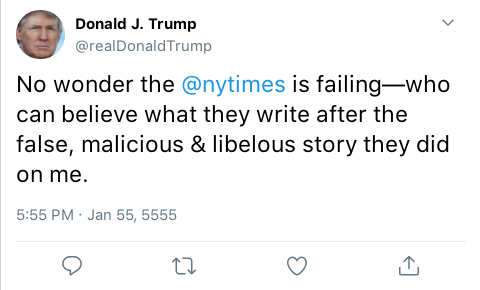 Donald J. Trump
@realDonaldTrump
No wonder the @nytimes is failing—who
can believe what they write after the
false, malicious & libelous story they did
on me.
5:55 PM · Jan 55, 5555